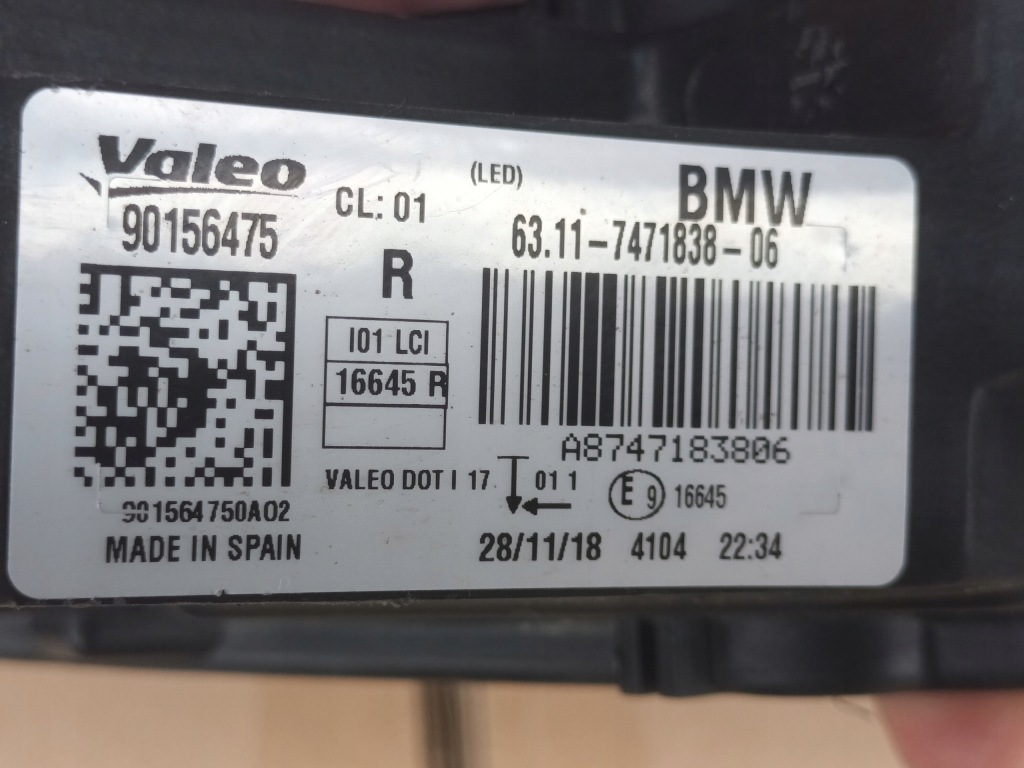 Valeo
90156475
CL: 01
(LED)
BMW
63.11-7471838-06
R
I01 LCI
16645 R
A8747183806
VALEO DOT I 17
01 1
E 9
16645
901564750A02
MADE IN SPAIN
28/11/18 4104 22:34